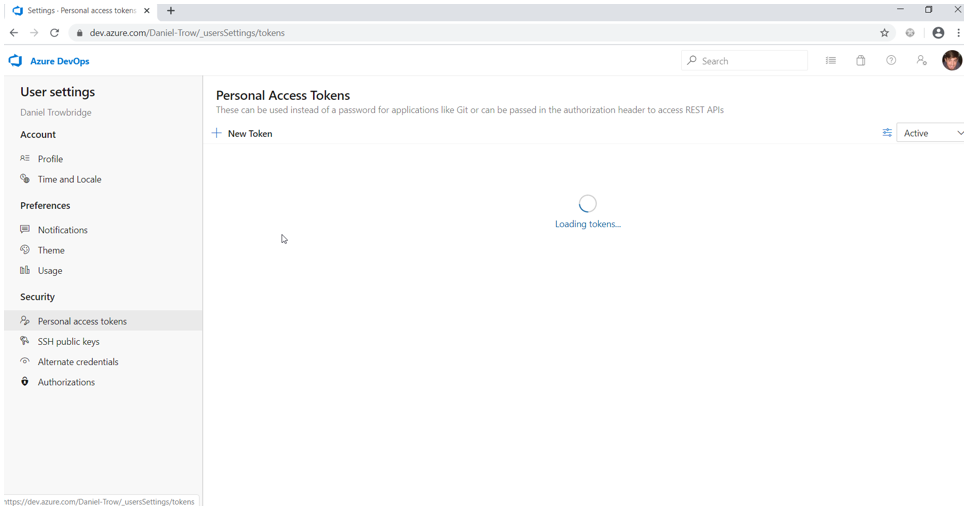 Settings - Personal access tokens
dev.azure.com/Daniel-Trow/_usersSettings/tokens
Azure DevOps
Search
User settings
Daniel Trowbridge
Account
Profile
Time and Locale
Preferences
Notifications
Theme
Usage
Security
Personal access tokens
SSH public keys
Alternate credentials
Authorizations
Personal Access Tokens
These can be used instead of a password for applications like Git or can be passed in the authorization header to access REST APIs
New Token
Active
Loading tokens...
https://dev.azure.com/Daniel-Trow/_usersSettings/tokens